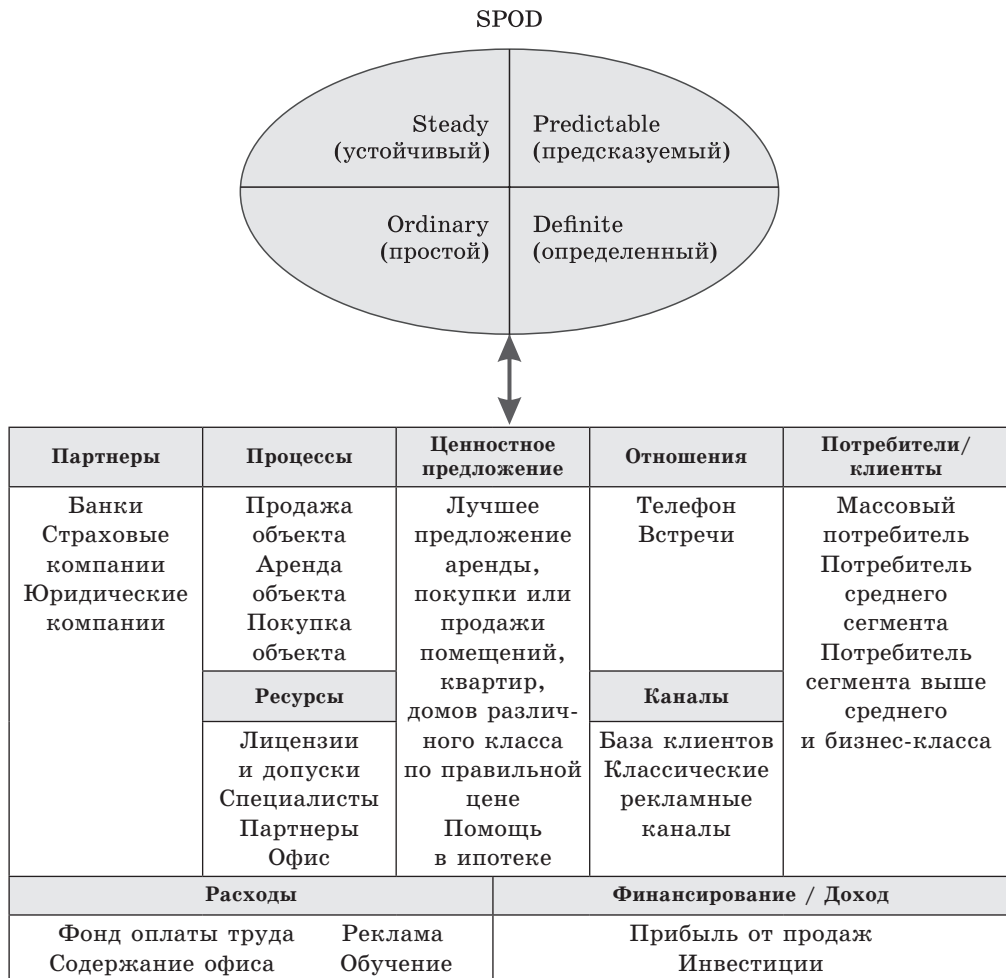 SPOD
Steady
(устойчивый)
Predictable
(предсказуемый)
Ordinary
(простой)
Definite
(определенный)
Партнеры
Банки
Страховые
компании
Юридические
компании
Процессы
Продажа
объекта
Аренда
объекта
Покупка
объекта
Ресурсы
Лицензии
и допуски
Специалисты
Партнеры
Офис
Ценностное
предложение
Лучшее
предложение
аренды,
покупки или
продажи
помещений,
квартир,
домов различ-
ного класса
по правильной
цене
Помощь
в ипотеке
Отношения
Телефон
Встречи
Каналы
База клиентов
Классические
рекламные
каналы
Потребители/
клиенты
Массовый
потребитель
Потребитель
среднего
сегмента
Потребитель
сегмента выше
среднего
и бизнес-класса
Расходы
Фонд оплаты труда Реклама
Содержание офиса Обучение
Финансирование / Доход
Прибыль от продаж
Инвестиции